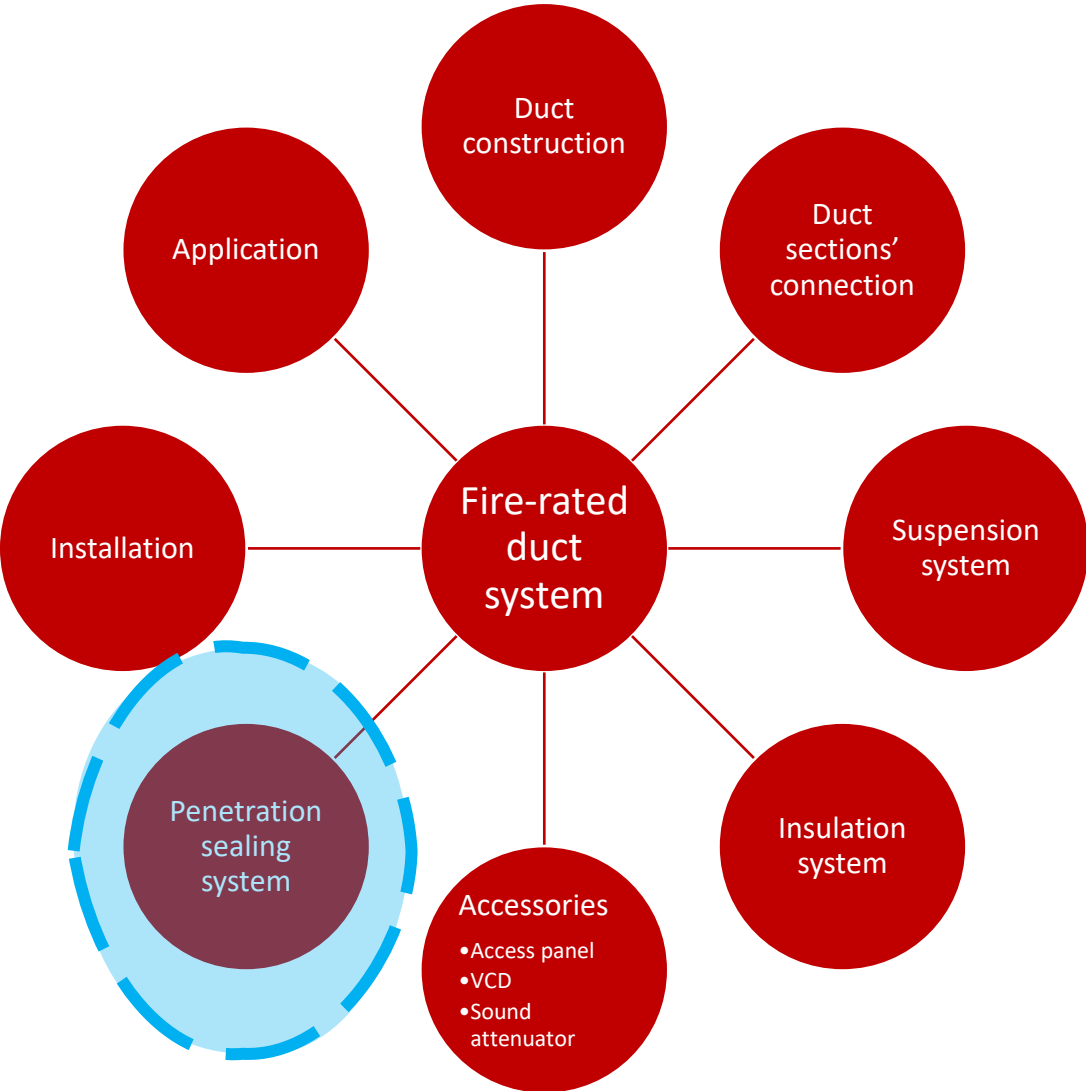 Duct
construction
Duct
sections’
connection
Application
Fire-rated
duct
system
Installation
Suspension
system
Penetration
sealing
system
Insulation
system
Accessories
•Access panel
•VCD
•Sound
attenuator